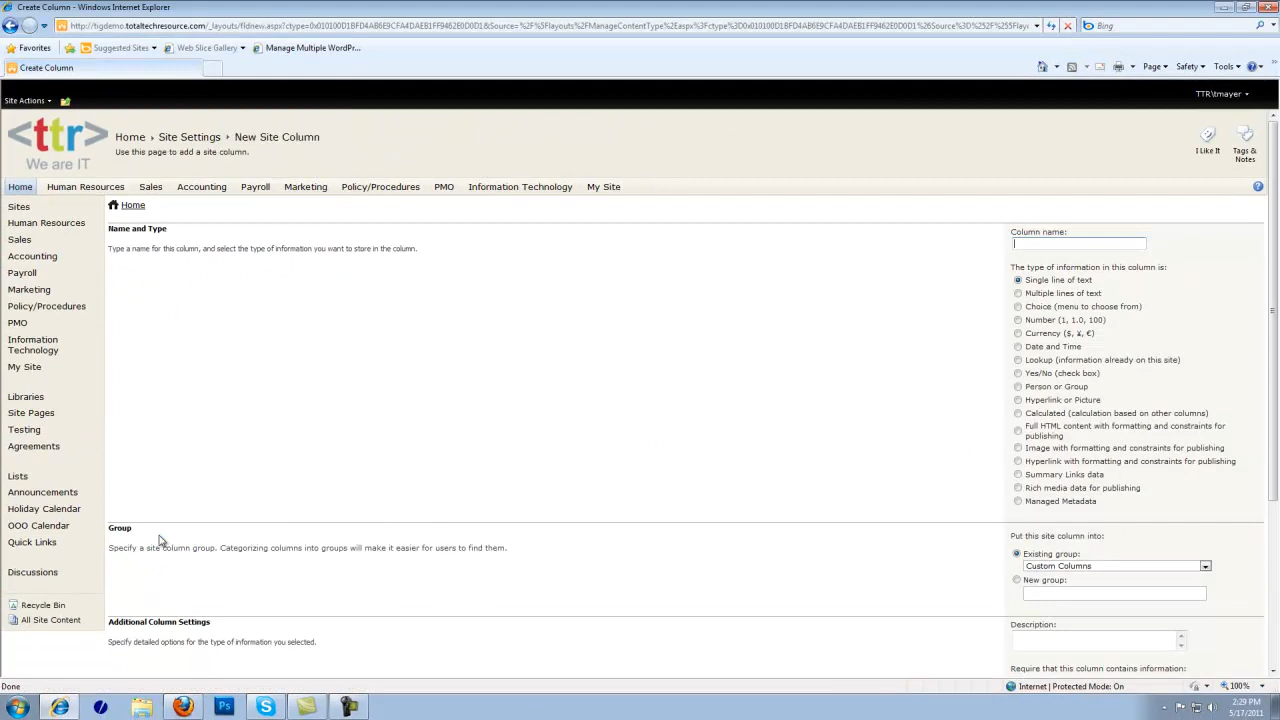 Create Column - Windows Internet Explorer
Favorites
Suggested Sites
Web Slice Gallery
Manage Multiple WordPr...
Bing
Create Column
Page
Safety
Tools
Site Actions
TTR\tmayer
<ttr>
We are IT
Home › Site Settings › New Site Column
Use this page to add a site column.
I Like It
Tags & Notes
Home
Human Resources
Sales
Accounting
Payroll
Marketing
Policy/Procedures
PMO
Information Technology
My Site
Sites
Human Resources
Sales
Accounting
Payroll
Marketing
Policy/Procedures
PMO
Information
Technology
My Site
Libraries
Site Pages
Testing
Agreements
Lists
Announcements
Holiday Calendar
OOO Calendar
Quick Links
Discussions
Recycle Bin
All Site Content
Home
Name and Type
Type a name for this column, and select the type of information you want to store in the column.
Column name:
The type of information in this column is:
Single line of text
Multiple lines of text
Choice (menu to choose from)
Number (1, 1.0, 100)
Currency ($, ¥, €)
Date and Time
Lookup (information already on this site)
Yes/No (check box)
Person or Group
Hyperlink or Picture
Calculated (calculation based on other columns)
Full HTML content with formatting and constraints for
publishing
Image with formatting and constraints for publishing
Hyperlink with formatting and constraints for publishing
Summary Links data
Rich media data for publishing
Managed Metadata
Group
Specify a site column group. Categorizing columns into groups will make it easier for users to find them.
Put this site column into:
Existing group:
Custom Columns
New group:
Additional Column Settings
Specify detailed options for the type of information you selected.
Description:
Require that this column contains information:
Done
Internet | Protected Mode: On
100%
2:29 PM
5/17/2011